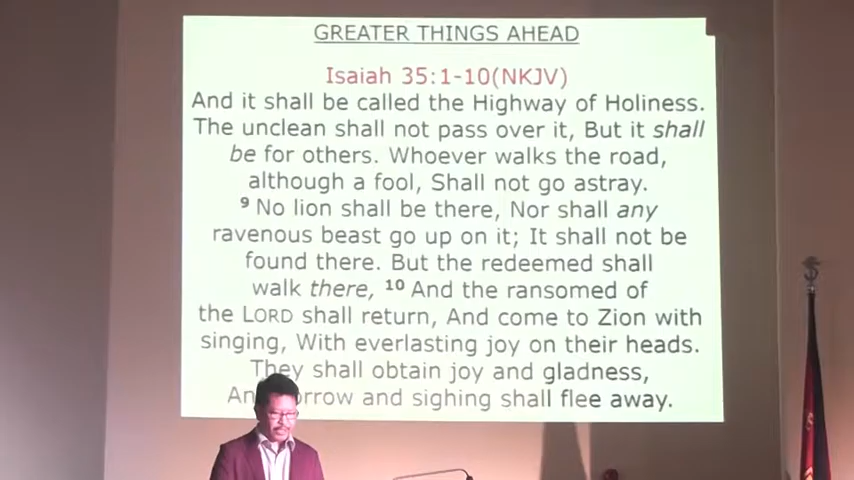 GREATER THINGS AHEAD
Isaiah 35:1-10(NKJV)
And it shall be called the Highway of Holiness.
The unclean shall not pass over it, But it shall
be for others. Whoever walks the road,
although a fool, Shall not go astray.
9 No lion shall be there, Nor shall any
ravenous beast go up on it; It shall not be
found there. But the redeemed shall
walk there, 10 And the ransomed of
the LORD shall return, And come to Zion with
singing, With everlasting joy on their heads.
They shall obtain joy and gladness,
and sighing shall flee away.